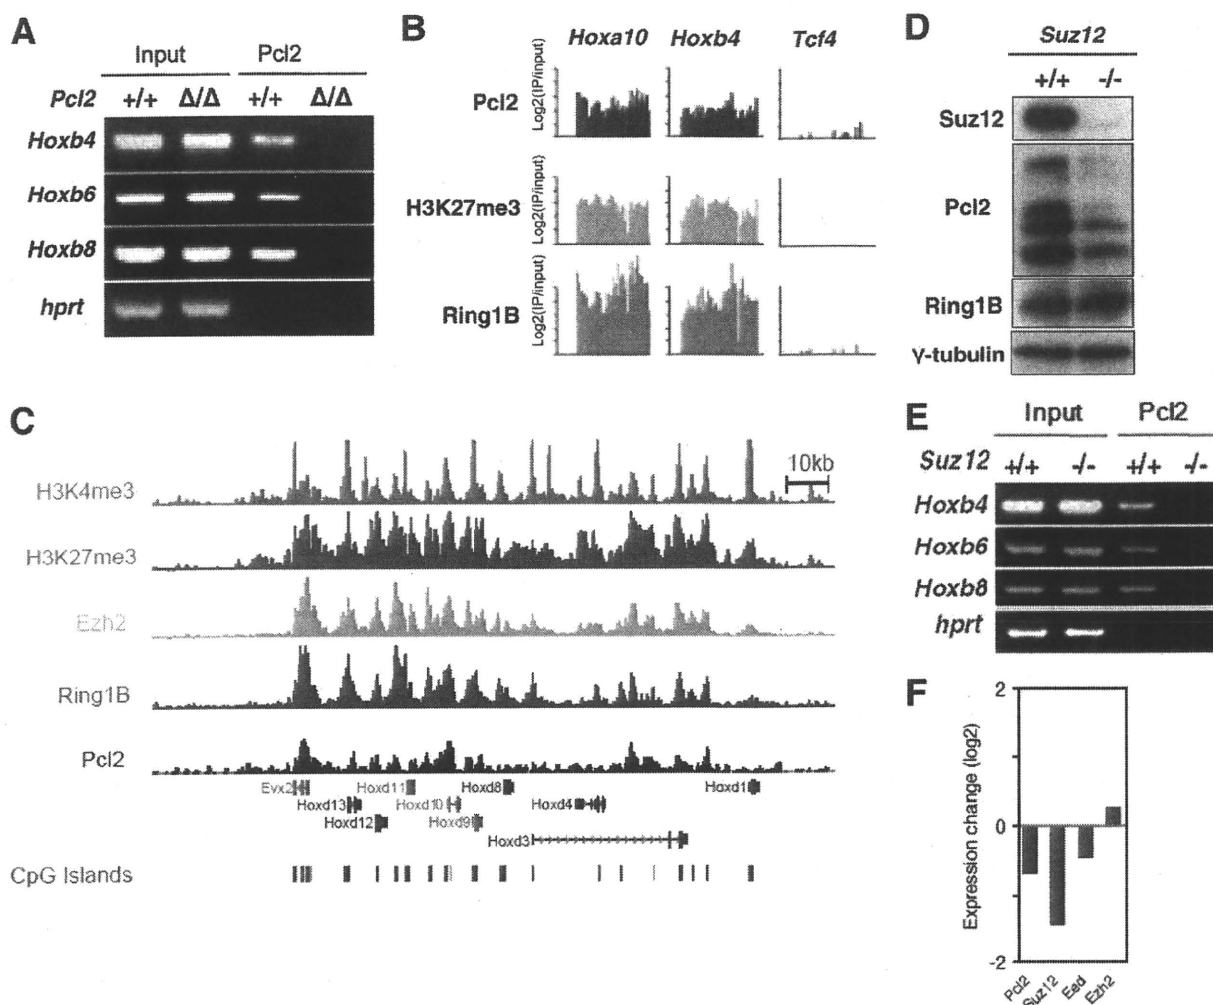 A
Input Pcl2
Pcl2 +/+ Δ/Δ +/+ Δ/Δ
Hoxb4
Hoxb6
Hoxb8
hprt
B
Hoxa10 Hoxb4 Tcf4
Pcl2 Log2(IP/input)
H3K27me3 Log2(IP/input)
Ring1B Log2(IP/input)
D
Suz12
+/+ -/-
Suz12
Pcl2
Ring1B
γ-tubulin
C
10kb
H3K4me3
H3K27me3
Ezh2
Ring1B
Pcl2
Evx2 Hoxd11 Hoxd8 Hoxd1
Hoxd13 Hoxd10 Hoxd4
Hoxd12 Hoxd9
Hoxd3
CpG Islands
E
Input Pcl2
Suz12 +/+ -/- +/+ -/-
Hoxb4
Hoxb6
Hoxb8
hprt
F
Expression change (log2)
2
0
-2
Pcl2 Suz12 Eed Ezh2